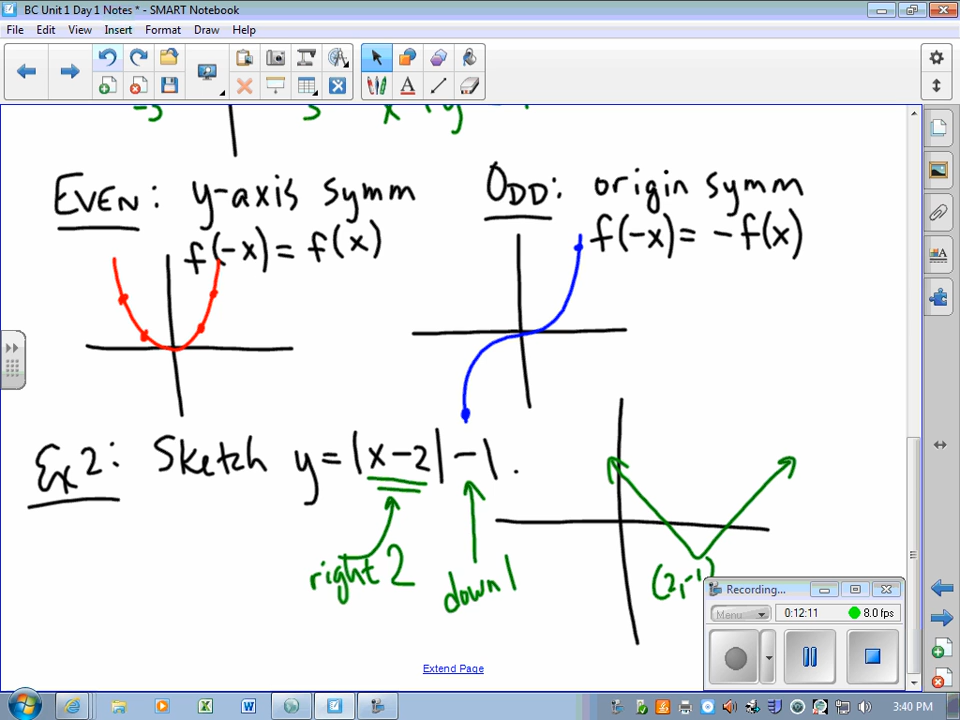 BC Unit 1 Day 1 Notes * - SMART Notebook
File Edit View Insert Format Draw Help
EVEN: y-axis symm
f(-x) = f(x)
ODD: origin symm
f(-x) = -f(x)
Ex 2: Sketch y = |x-2| -1.
right 2
down 1
(2,-1)
Recording...
Menu
0:12:11
8.0 fps
Extend Page
3:40 PM